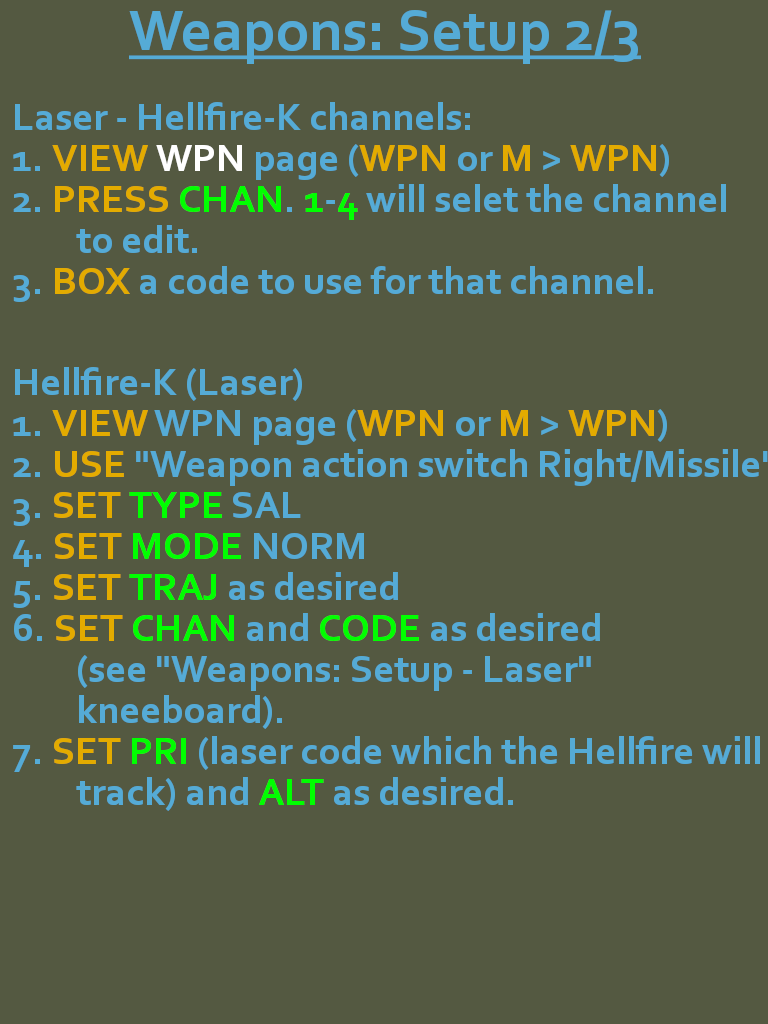 Weapons: Setup 2/3
Laser - Hellfire-K channels:
1. VIEW WPN page (WPN or M > WPN)
2. PRESS CHAN. 1-4 will selet the channel
to edit.
3. BOX a code to use for that channel.
Hellfire-K (Laser)
1. VIEW WPN page (WPN or M > WPN)
2. USE "Weapon action switch Right/Missile"
3. SET TYPE SAL
4. SET MODE NORM
5. SET TRAJ as desired
6. SET CHAN and CODE as desired
(see "Weapons: Setup - Laser"
kneeboard).
7. SET PRI (laser code which the Hellfire will
track) and ALT as desired.